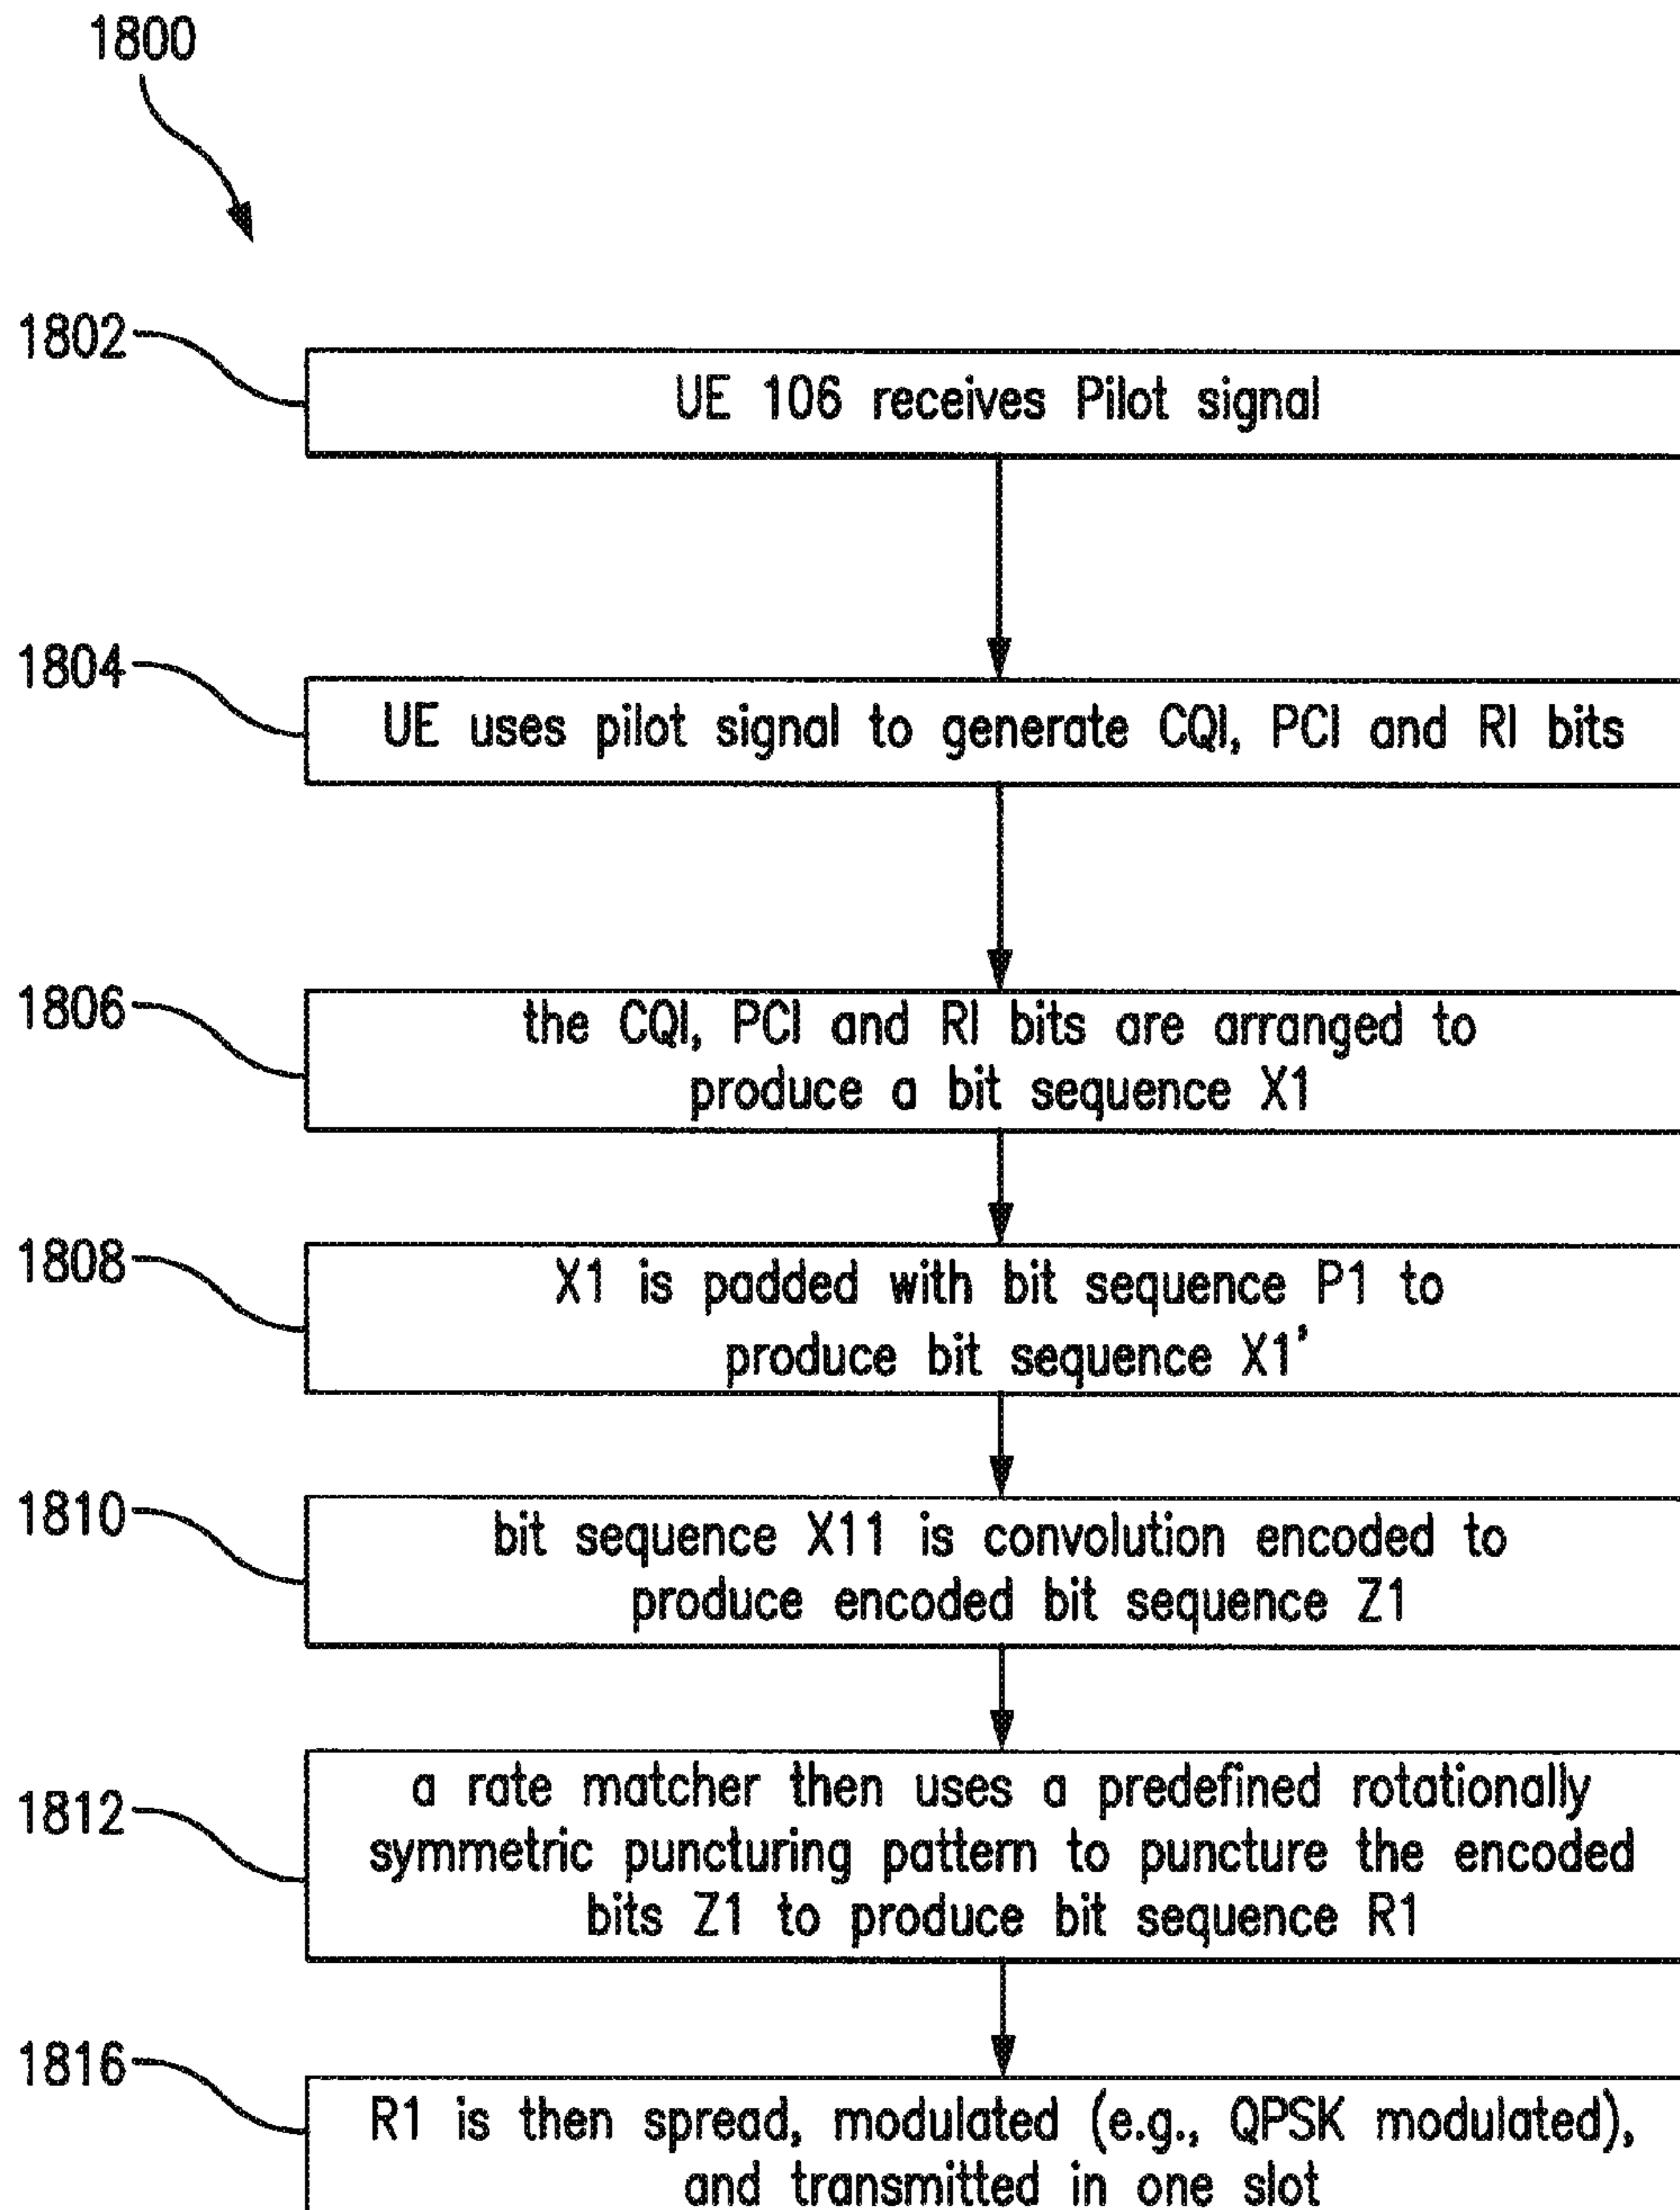 1800
1802
UE 106 receives Pilot signal
1804
UE uses pilot signal to generate CQI, PCI and RI bits
1806
the CQI, PCI and RI bits are arranged to
produce a bit sequence X1
1808
X1 is padded with bit sequence P1 to
produce bit sequence X1'
1810
bit sequence X11 is convolution encoded to
produce encoded bit sequence Z1
1812
a rate matcher then uses a predefined rotationally
symmetric puncturing pattern to puncture the encoded
bits Z1 to produce bit sequence R1
1816
R1 is then spread, modulated (e.g., QPSK modulated),
and transmitted in one slot